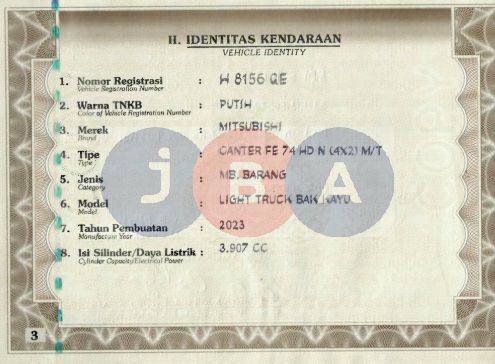 II. IDENTITAS KENDARAAN
VEHICLE IDENTITY
1. Nomor Registrasi : W 8156 QE
Vehicle Registration Number
2. Warna TNKB : PUTIH
Color of Vehicle Registration Number
3. Merek : MITSUBISHI
Brand
4. Tipe : CANTER FE 74 HD N (4X2) M/T
Type
5. Jenis : MB. BARANG
Category
6. Model : LIGHT TRUCK BAK KAYU
Model
7. Tahun Pembuatan : 2023
Manufacture Year
8. Isi Silinder/Daya Listrik : 3.907 CC
Cylinder Capacity/Electrical Power
jBA
3